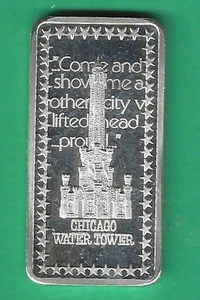 "Come and
show me a
other city
lifted head
...proud..."
CHICAGO
WATER TOWER